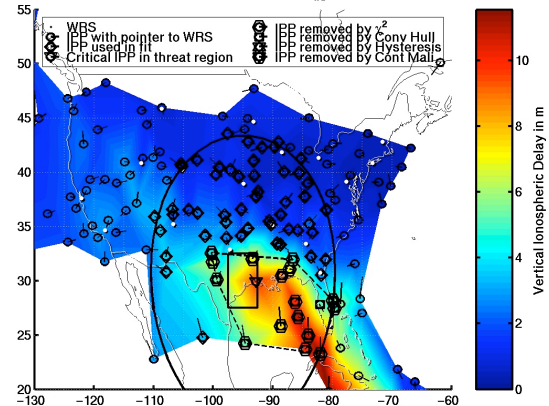 WRS
IPP with pointer to WRS
IPP used in fit
Critical IPP in threat region
IPP removed by χ²
IPP removed by Conv Hull
IPP removed by Hysteresis
IPP removed by Cont Mali
55
50
45
40
35
30
25
20
−130 −120 −110 −100 −90 −80 −70 −60
10
8
6
4
2
0
Vertical Ionospheric Delay in m